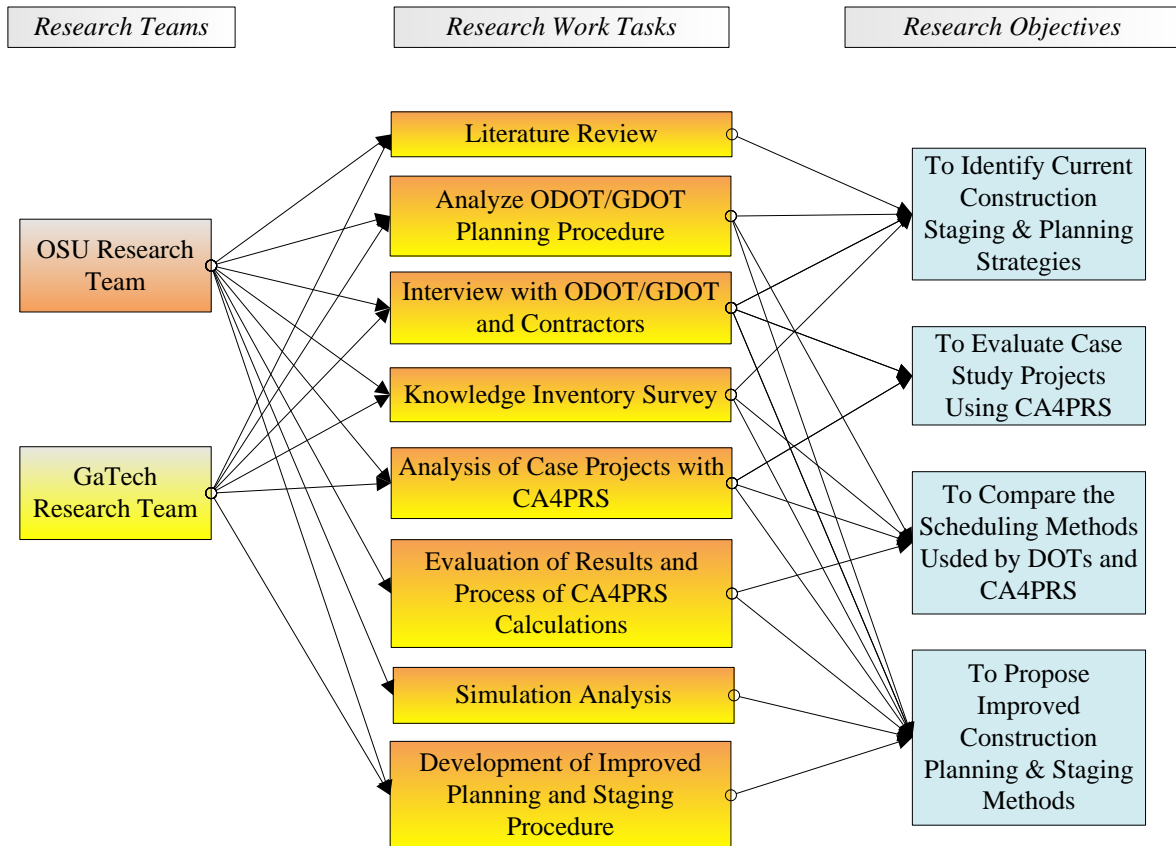 Research Teams
Research Work Tasks
Research Objectives
OSU Research
Team
GaTech
Research Team
Literature Review
Analyze ODOT/GDOT
Planning Procedure
Interview with ODOT/GDOT
and Contractors
Knowledge Inventory Survey
Analysis of Case Projects with
CA4PRS
Evaluation of Results and
Process of CA4PRS
Calculations
Simulation Analysis
Development of Improved
Planning and Staging
Procedure
To Identify Current
Construction
Staging & Planning
Strategies
To Evaluate Case
Study Projects
Using CA4PRS
To Compare the
Scheduling Methods
Usded by DOTs and
CA4PRS
To Propose
Improved
Construction
Planning & Staging
Methods